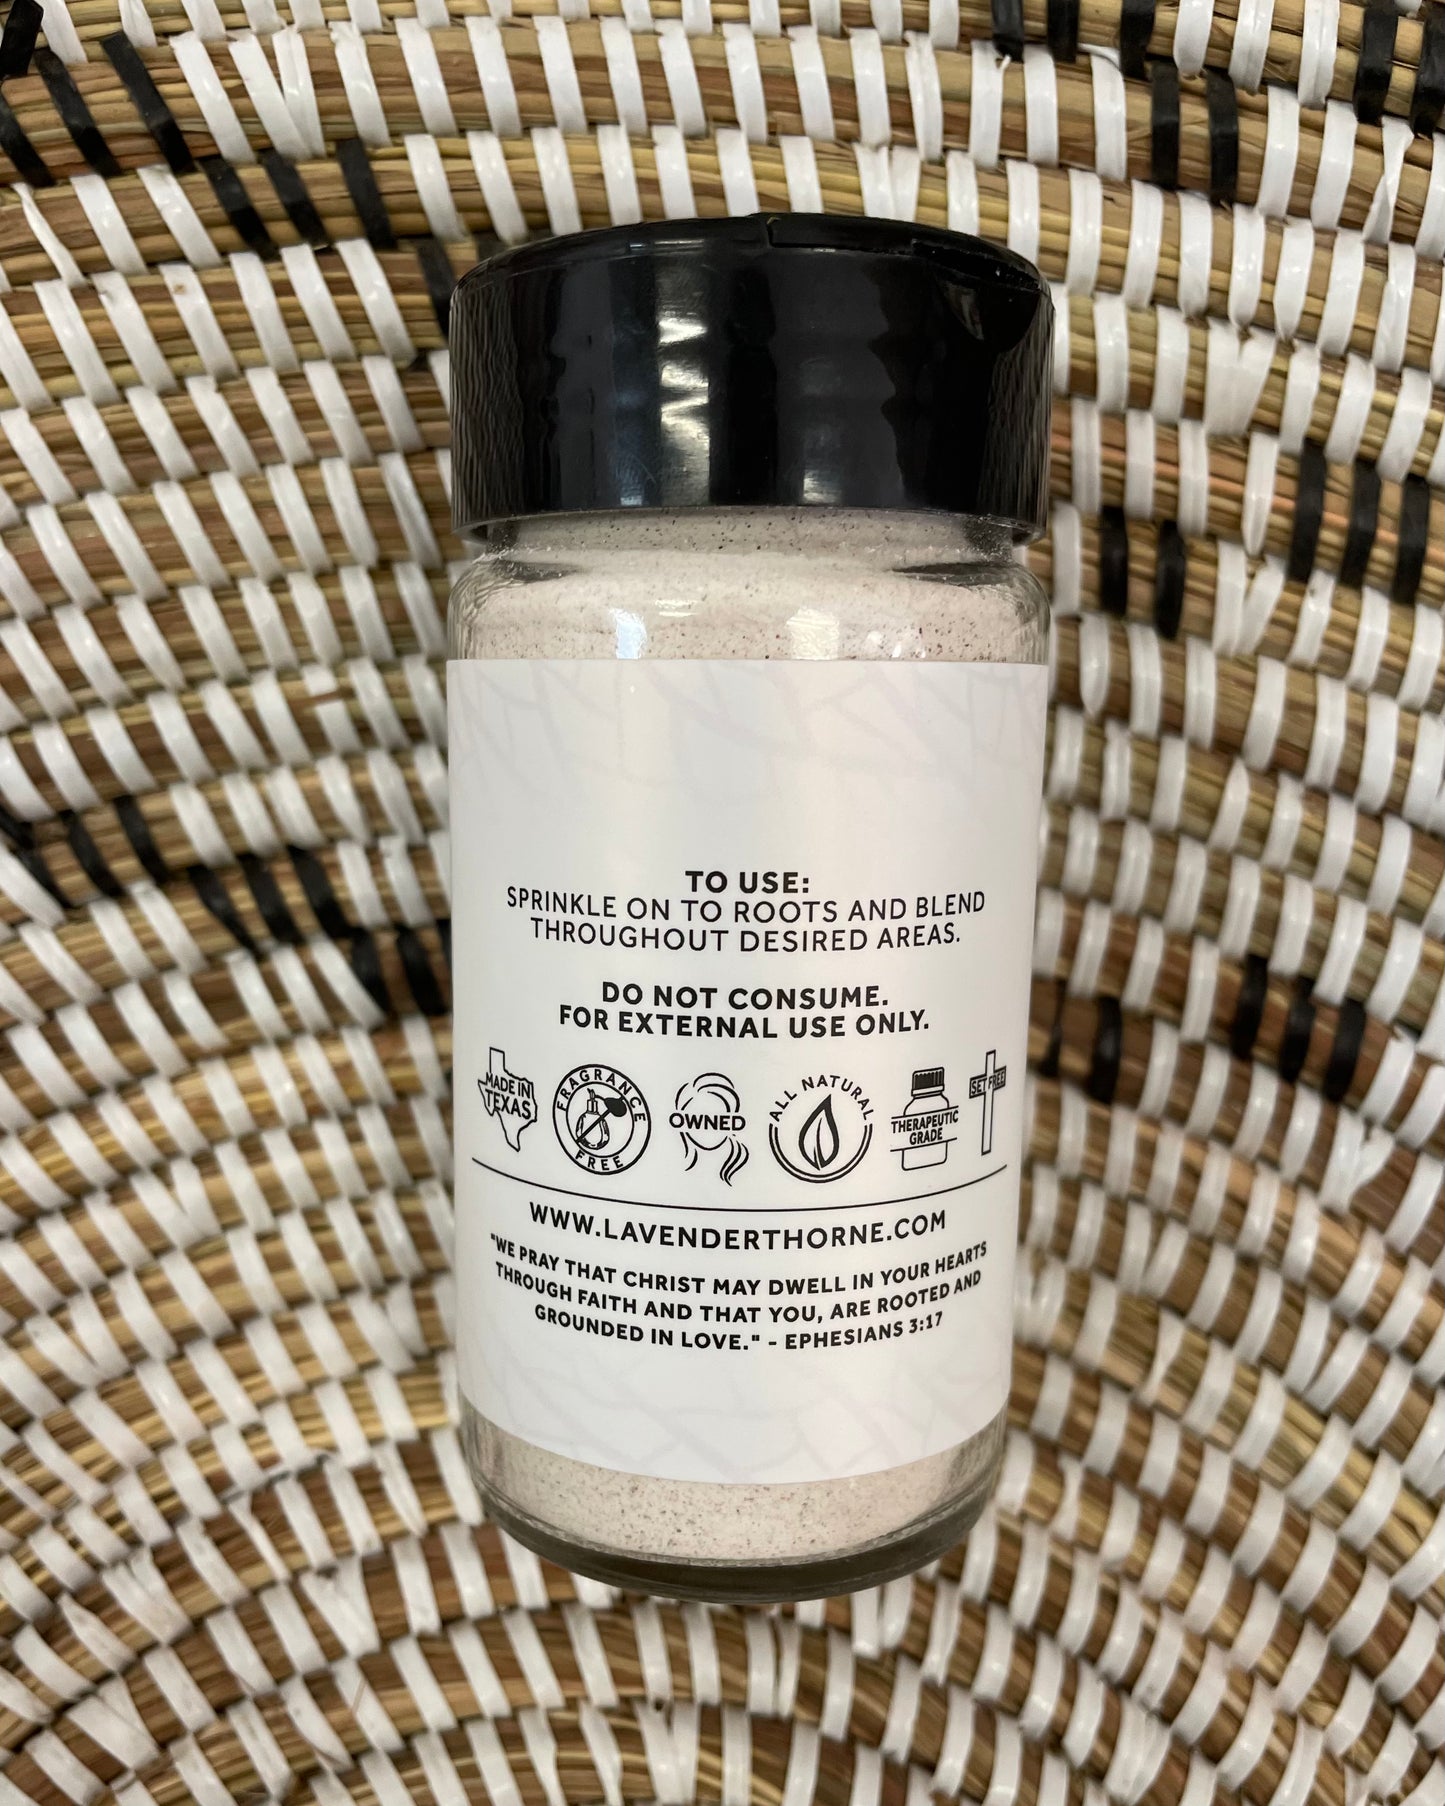 TO USE:
SPRINKLE ON TO ROOTS AND BLEND
THROUGHOUT DESIRED AREAS.
DO NOT CONSUME.
FOR EXTERNAL USE ONLY.
MADE IN
TEXAS
FRAGRANCE
FREE
OWNED
ALL NATURAL
THERAPEUTIC
GRADE
SET FREE
WWW.LAVENDERTHORNE.COM
"WE PRAY THAT CHRIST MAY DWELL IN YOUR HEARTS
THROUGH FAITH AND THAT YOU, ARE ROOTED AND
GROUNDED IN LOVE." - EPHESIANS 3:17